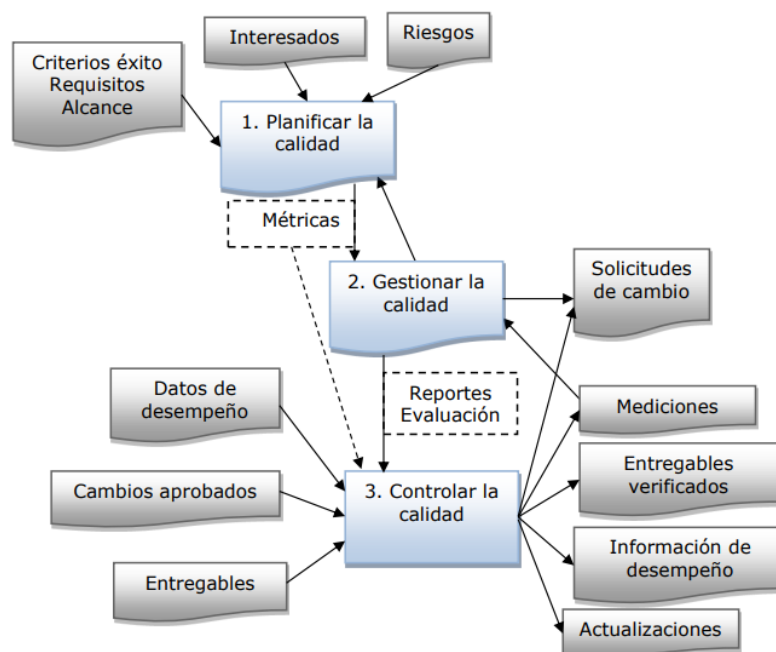 Interesados
Riesgos
Criterios éxito
Requisitos
Alcance
1. Planificar la
calidad
Métricas
2. Gestionar la
calidad
Solicitudes
de cambio
Datos de
desempeño
Reportes
Evaluación
Mediciones
Cambios aprobados
3. Controlar la
calidad
Entregables
verificados
Entregables
Información de
desempeño
Actualizaciones